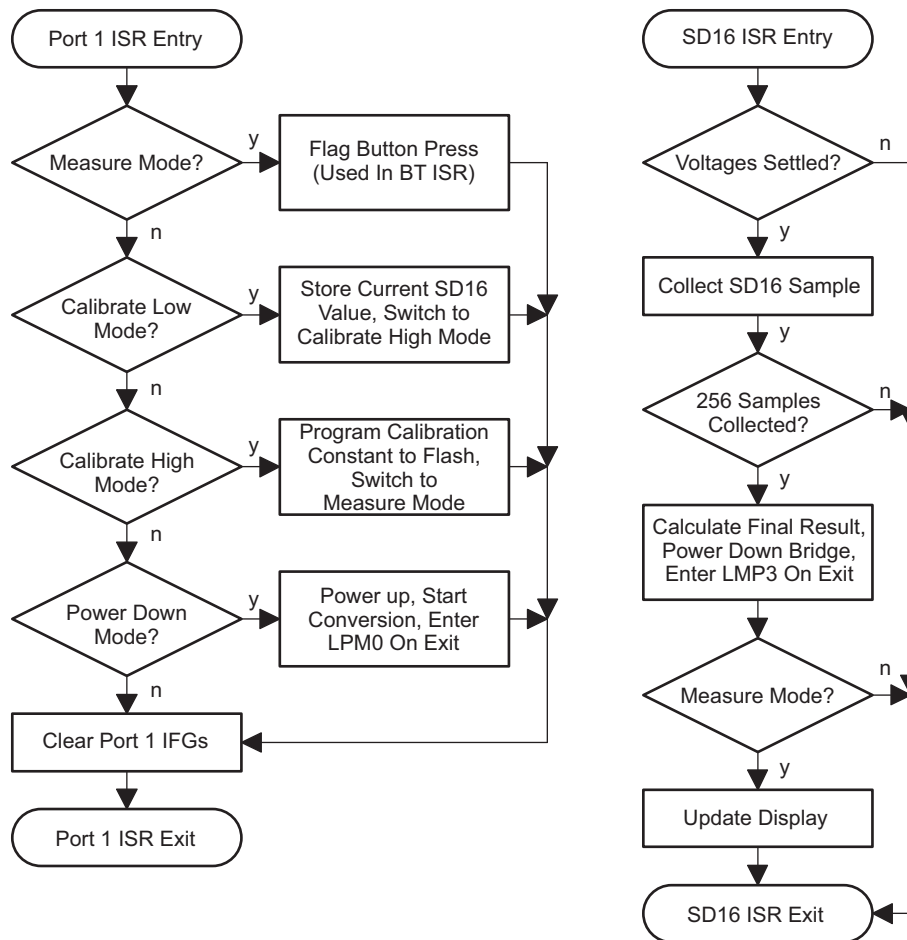 Port 1 ISR Entry
Measure Mode?
y
Flag Button Press
(Used In BT ISR)
n
Calibrate Low
Mode?
y
Store Current SD16
Value, Switch to
Calibrate High Mode
n
Calibrate High
Mode?
y
Program Calibration
Constant to Flash,
Switch to
Measure Mode
n
Power Down
Mode?
y
Power up, Start
Conversion, Enter
LPM0 On Exit
n
Clear Port 1 IFGs
Port 1 ISR Exit
SD16 ISR Entry
Voltages Settled?
n
y
Collect SD16 Sample
y
256 Samples
Collected?
n
y
Calculate Final Result,
Power Down Bridge,
Enter LMP3 On Exit
Measure Mode?
n
y
Update Display
SD16 ISR Exit